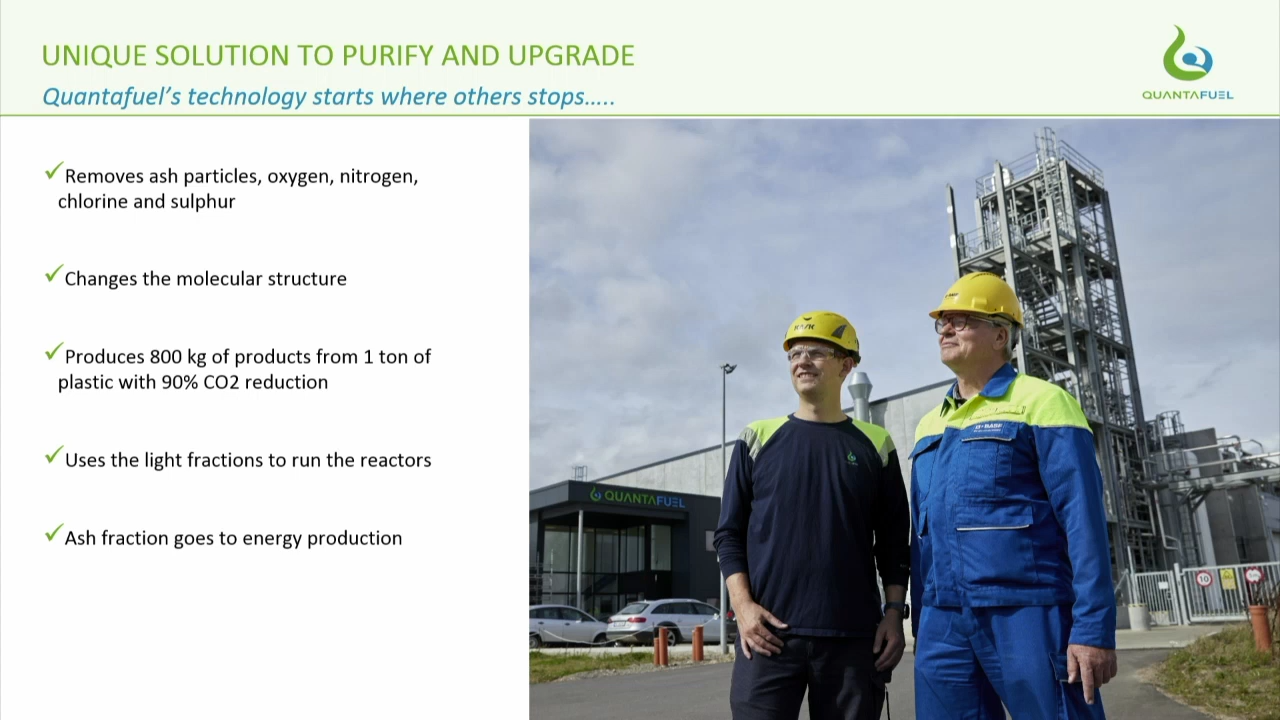 UNIQUE SOLUTION TO PURIFY AND UPGRADE
Quantafuel's technology starts where others stops.....
QUANTAFUEL
✓Removes ash particles, oxygen, nitrogen,
chlorine and sulphur
✓Changes the molecular structure
✓Produces 800 kg of products from 1 ton of
plastic with 90% CO2 reduction
✓Uses the light fractions to run the reactors
✓Ash fraction goes to energy production
KASK
BASF
QUANTAFUEL
10